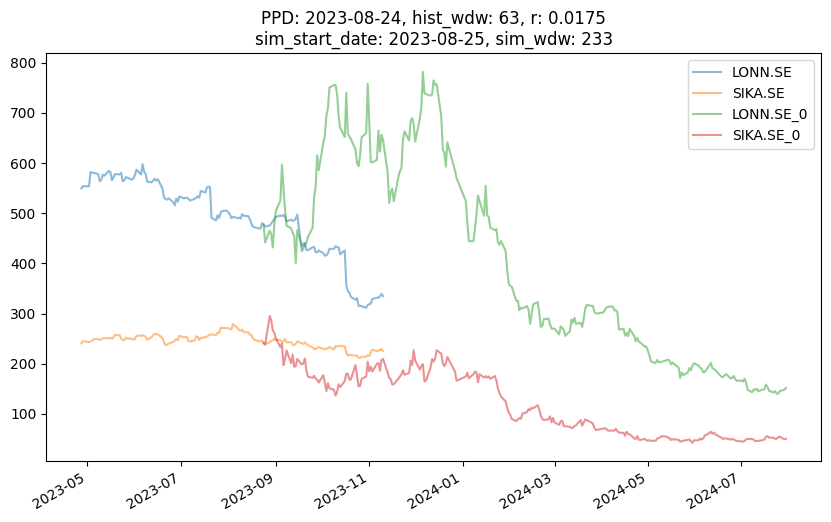 PPD: 2023-08-24, hist_wdw: 63, r: 0.0175
sim_start_date: 2023-08-25, sim_wdw: 233
800
700
600
500
400
300
200
100
LONN.SE
SIKA.SE
LONN.SE_0
SIKA.SE_0
2023-05
2023-07
2023-09
2023-11
2024-01
2024-03
2024-05
2024-07